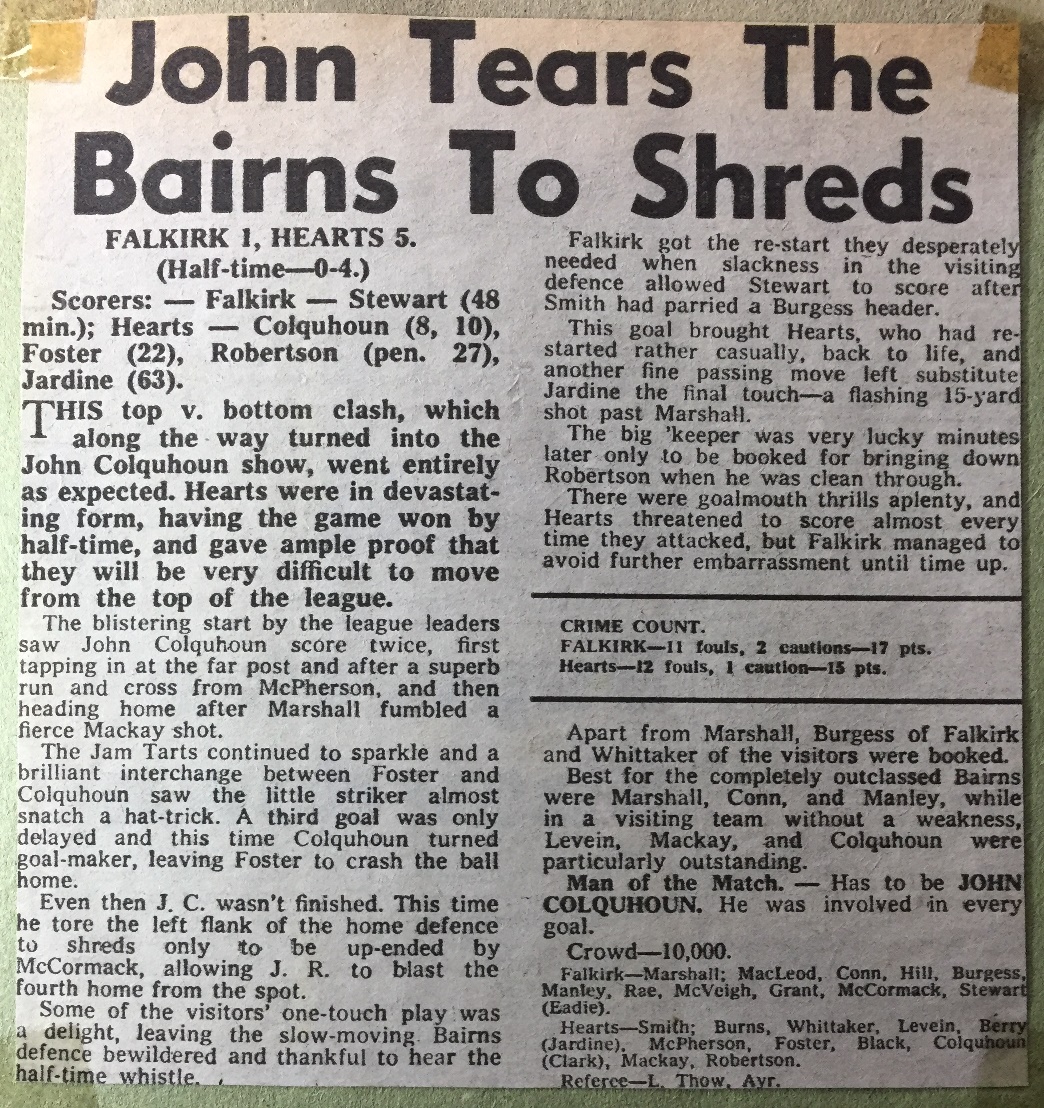 John Tears The
Bairns To Shreds
FALKIRK 1, HEARTS 5.
(Half-time—0-4.)
Scorers: — Falkirk — Stewart (48
min.); Hearts — Colquhoun (8, 10),
Foster (22), Robertson (pen. 27),
Jardine (63).
THIS top v. bottom clash, which
along the way turned into the
John Colquhoun show, went entirely
as expected. Hearts were in devastat-
ing form, having the game won by
half-time, and gave ample proof that
they will be very difficult to move
from the top of the league.
The blistering start by the league leaders
saw John Colquhoun score twice, first
tapping in at the far post and after a superb
run and cross from McPherson, and then
heading home after Marshall fumbled a
fierce Mackay shot.
The Jam Tarts continued to sparkle and a
brilliant interchange between Foster and
Colquhoun saw the little striker almost
snatch a hat-trick. A third goal was only
delayed and this time Colquhoun turned
goal-maker, leaving Foster to crash the ball
home.
Even then J. C. wasn't finished. This time
he tore the left flank of the home defence
to shreds only to be up-ended by
McCormack, allowing J. R. to blast the
fourth home from the spot.
Some of the visitors' one-touch play was
a delight, leaving the slow-moving Bairns
defence bewildered and thankful to hear the
half-time whistle.
Falkirk got the re-start they desperately
needed when slackness in the visiting
defence allowed Stewart to score after
Smith had parried a Burgess header.
This goal brought Hearts, who had re-
started rather casually, back to life, and
another fine passing move left substitute
Jardine the final touch—a flashing 15-yard
shot past Marshall.
The big 'keeper was very lucky minutes
later only to be booked for bringing down
Robertson when he was clean through.
There were goalmouth thrills aplenty, and
Hearts threatened to score almost every
time they attacked, but Falkirk managed to
avoid further embarrassment until time up.
CRIME COUNT.
FALKIRK—11 fouls, 2 cautions—17 pts.
Hearts—12 fouls, 1 caution—15 pts.
Apart from Marshall, Burgess of Falkirk
and Whittaker of the visitors were booked.
Best for the completely outclassed Bairns
were Marshall, Conn, and Manley, while
in a visiting team without a weakness,
Levein, Mackay, and Colquhoun were
particularly outstanding.
Man of the Match. — Has to be JOHN
COLQUHOUN. He was involved in every
goal.
Crowd—10,000.
Falkirk—Marshall; MacLeod, Conn, Hill, Burgess,
Manley, Rae, McVeigh, Grant, McCormack, Stewart
(Eadie).
Hearts—Smith; Burns, Whittaker, Levein, Berry
(Jardine), McPherson, Foster, Black, Colquhoun
(Clark), Mackay, Robertson.
Referee—L. Thow, Ayr.